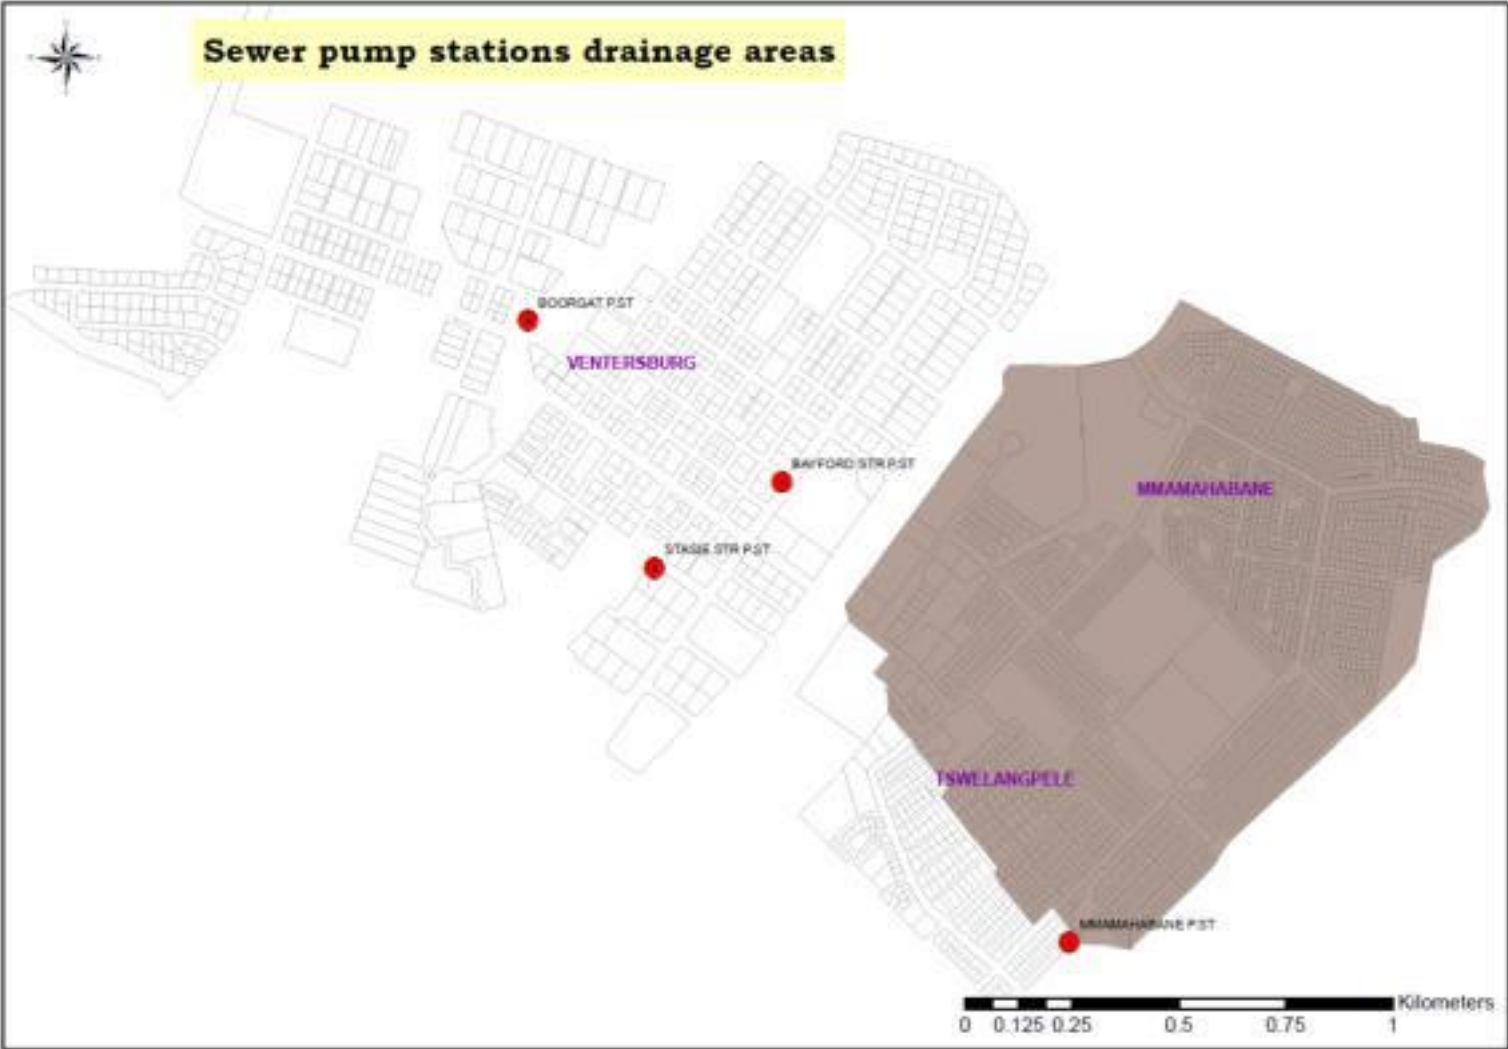 Sewer pump stations drainage areas
BOORGAT P.ST
VENTERSBURG
BAYFORD STR P.ST
MMAMAHABANE
STASIE STR P.ST
TSWELANGPELE
MMAMAHABANE P.ST
Kilometers
0 0.125 0.25 0.5 0.75 1